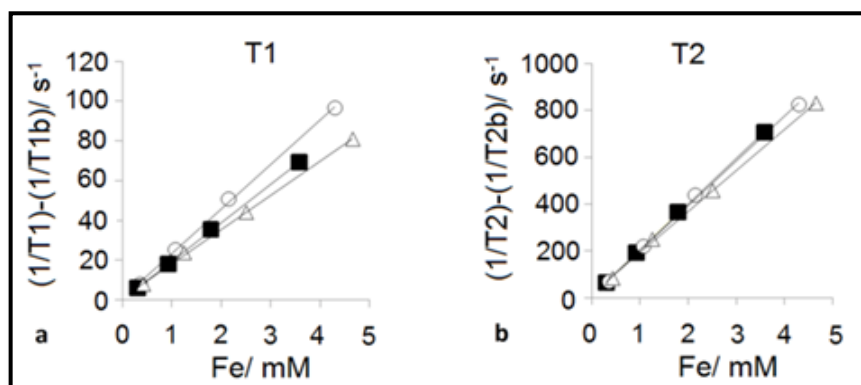 T1
(1/T1)-(1/T1b)/ s⁻¹
120
100
80
60
40
20
0
0 1 2 3 4 5
Fe/ mM
a
T2
(1/T2)-(1/T2b)/ s⁻¹
1000
800
600
400
200
0
0 1 2 3 4 5
Fe/ mM
b